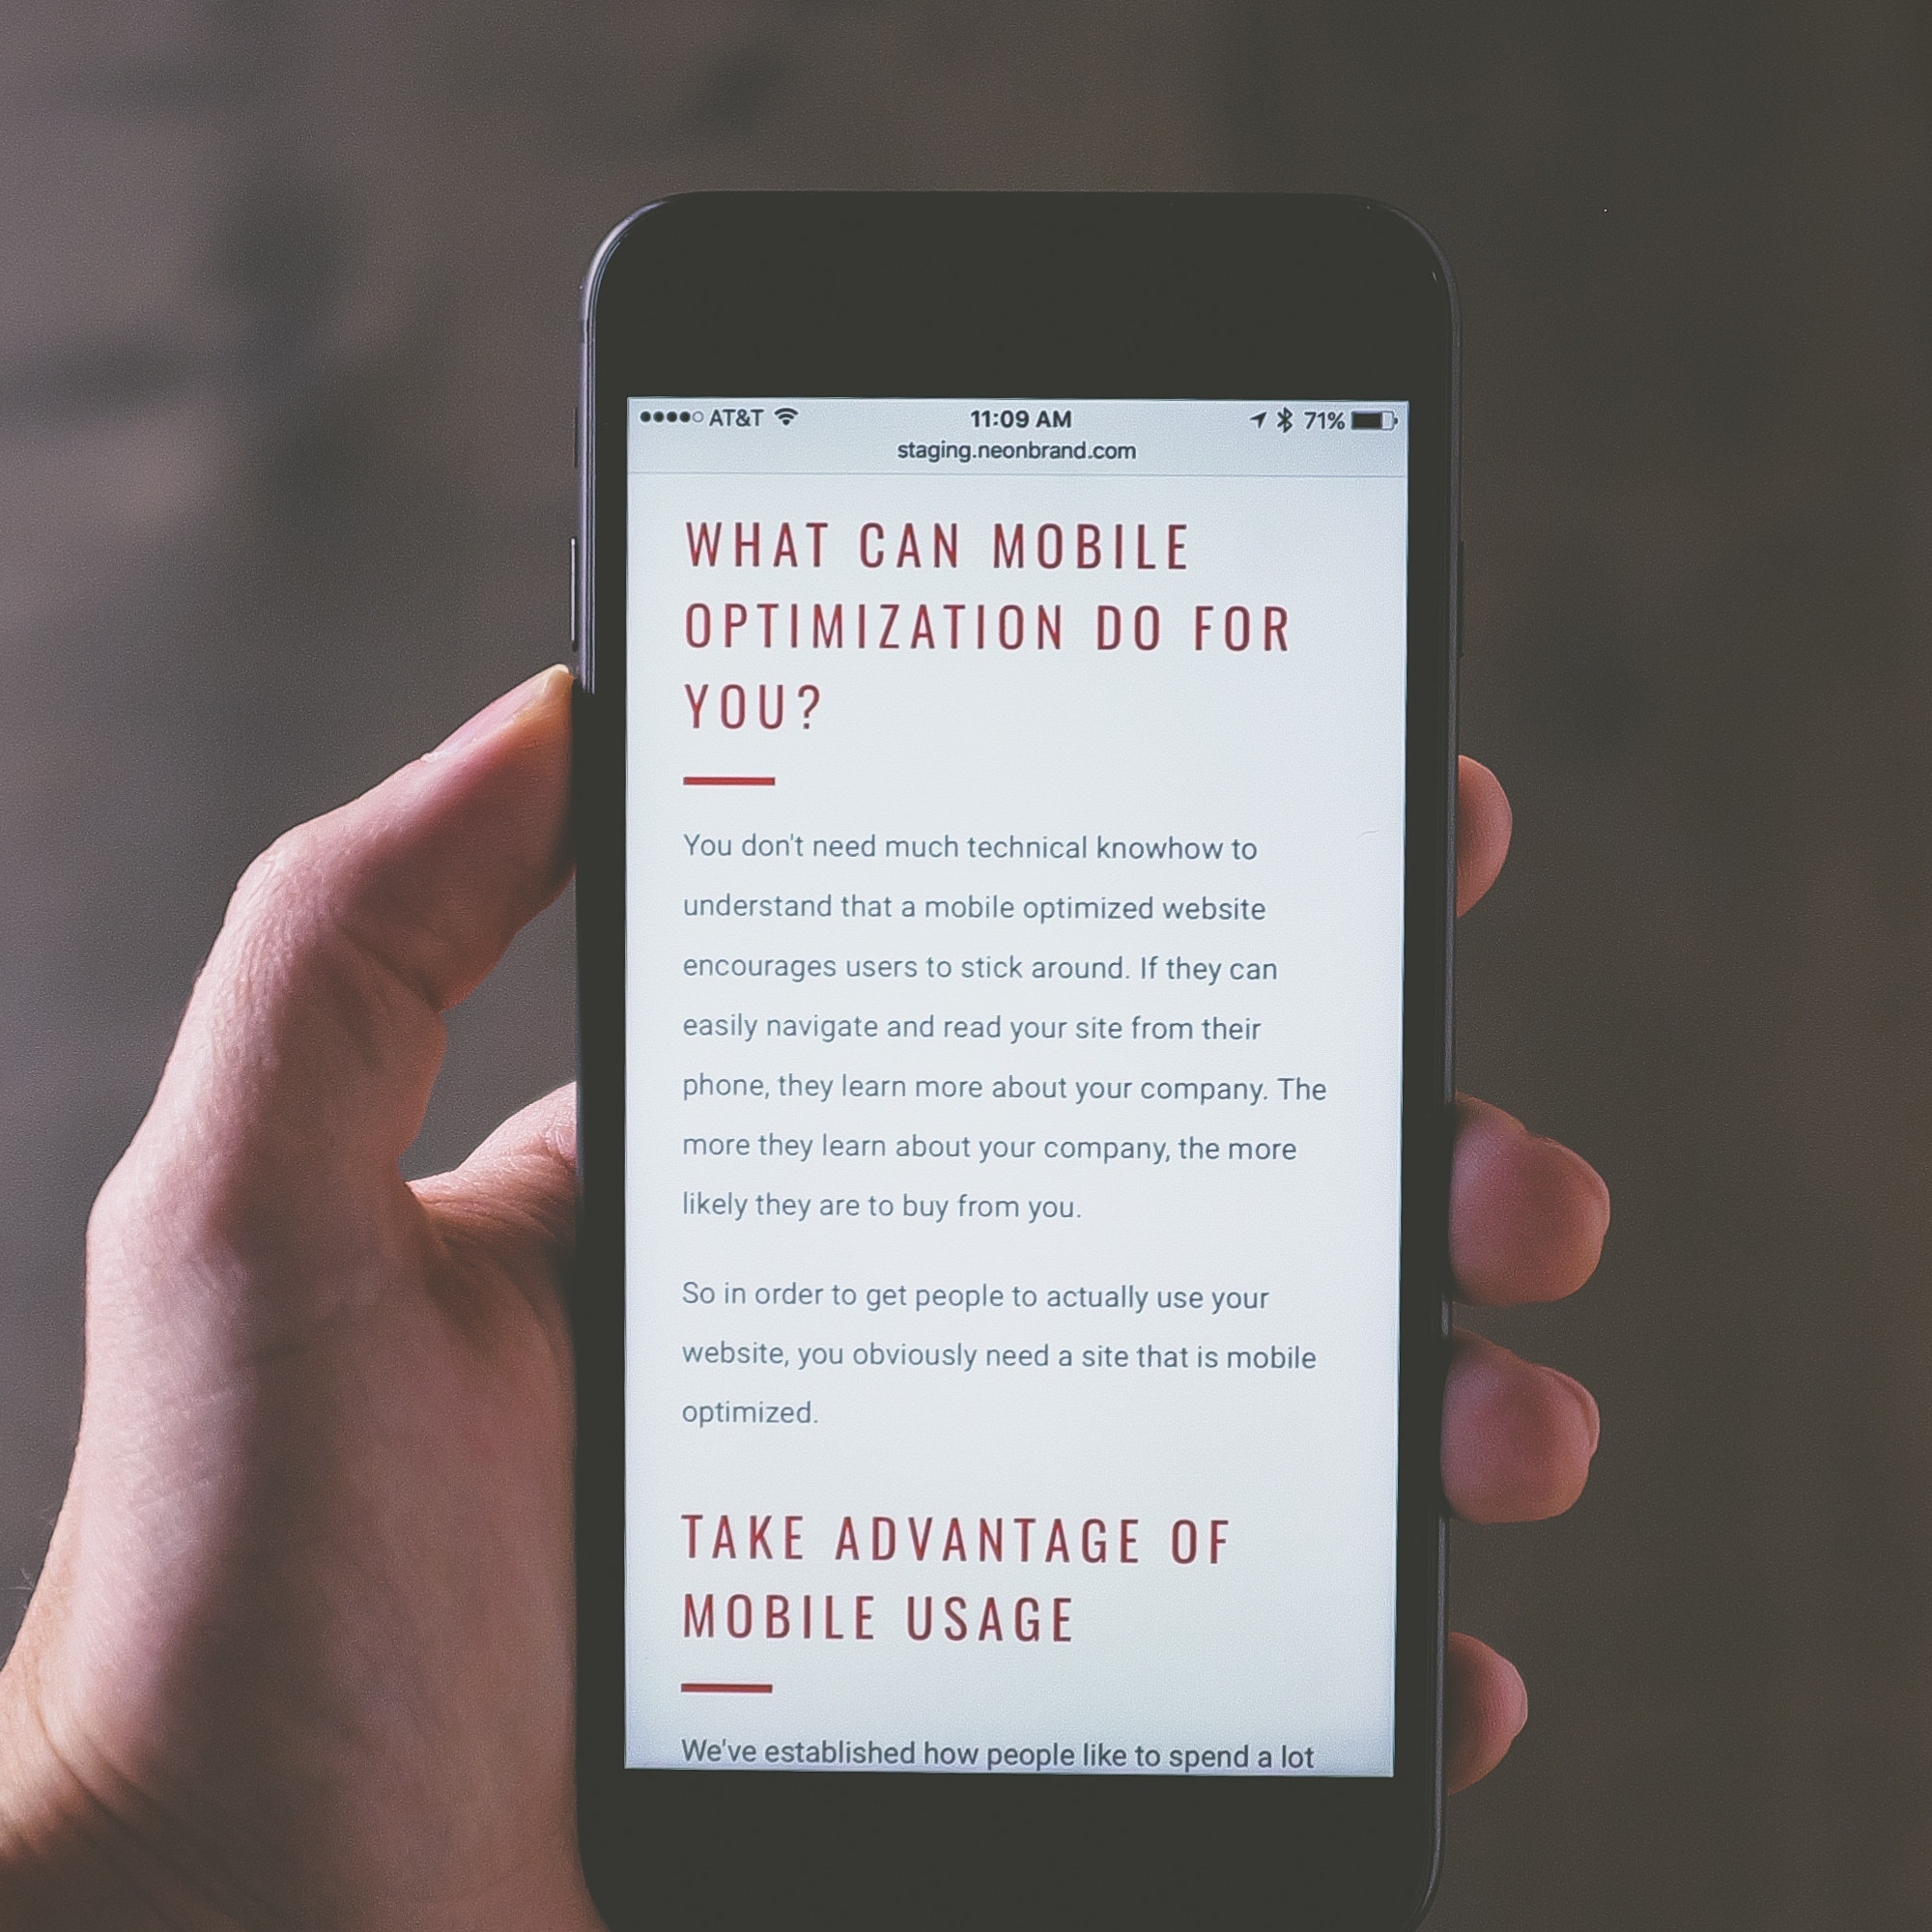 AT&T 11:09 AM 71%
staging.neonbrand.com
WHAT CAN MOBILE
OPTIMIZATION DO FOR
YOU?
You don't need much technical knowhow to
understand that a mobile optimized website
encourages users to stick around. If they can
easily navigate and read your site from their
phone, they learn more about your company. The
more they learn about your company, the more
likely they are to buy from you.
So in order to get people to actually use your
website, you obviously need a site that is mobile
optimized.
TAKE ADVANTAGE OF
MOBILE USAGE
We've established how people like to spend a lot